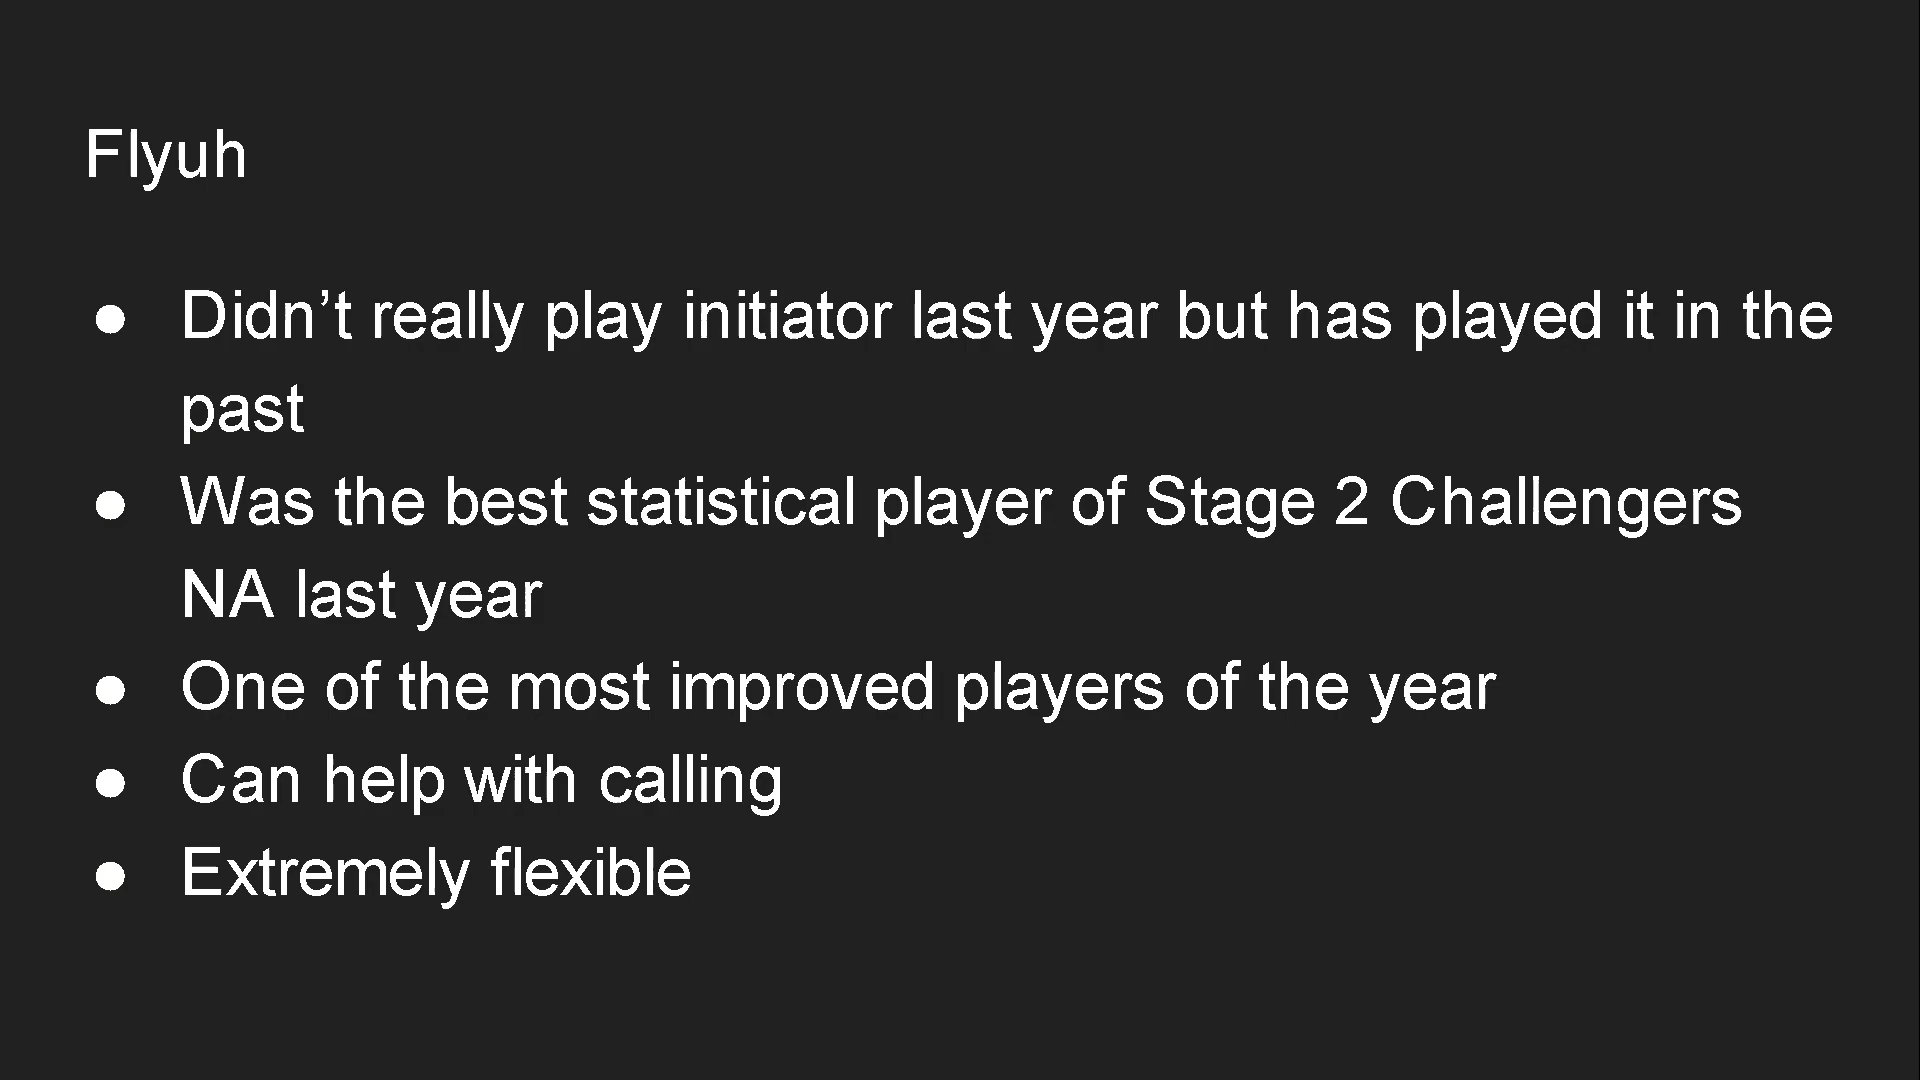 Flyuh
● Didn’t really play initiator last year but has played it in the
past
● Was the best statistical player of Stage 2 Challengers
NA last year
● One of the most improved players of the year
● Can help with calling
● Extremely flexible